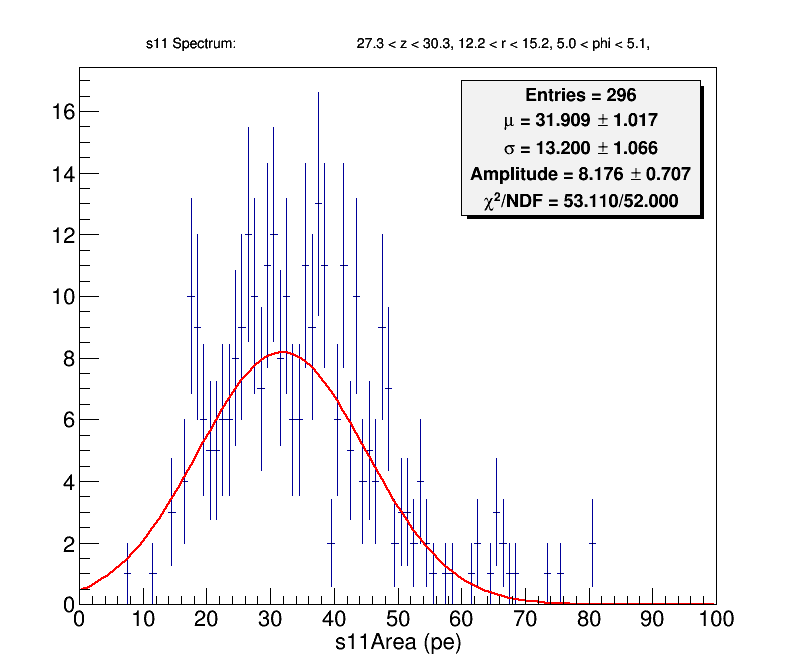 s11 Spectrum: 27.3 < z < 30.3, 12.2 < r < 15.2, 5.0 < phi < 5.1,
Entries = 296
μ = 31.909 ± 1.017
σ = 13.200 ± 1.066
Amplitude = 8.176 ± 0.707
χ²/NDF = 53.110/52.000
16
14
12
10
8
6
4
2
0
0 10 20 30 40 50 60 70 80 90 100
s11Area (pe)